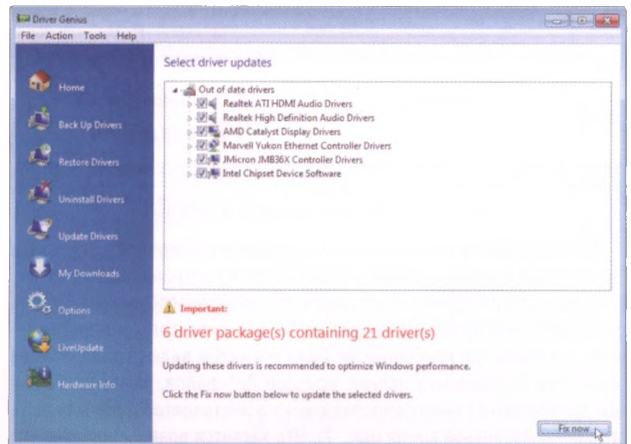 Driver Genius
File Action Tools Help
Home
Back Up Drivers
Restore Drivers
Uninstall Drivers
Update Drivers
My Downloads
Options
LiveUpdate
Hardware Info
Select driver updates
Out of date drivers
Realtek ATI HDMI Audio Drivers
Realtek High Definition Audio Drivers
AMD Catalyst Display Drivers
Marvell Yukon Ethernet Controller Drivers
JMicron JMB36X Controller Drivers
Intel Chipset Device Software
Important:
6 driver package(s) containing 21 driver(s)
Updating these drivers is recommended to optimize Windows performance.
Click the Fix now button below to update the selected drivers.
Fix now